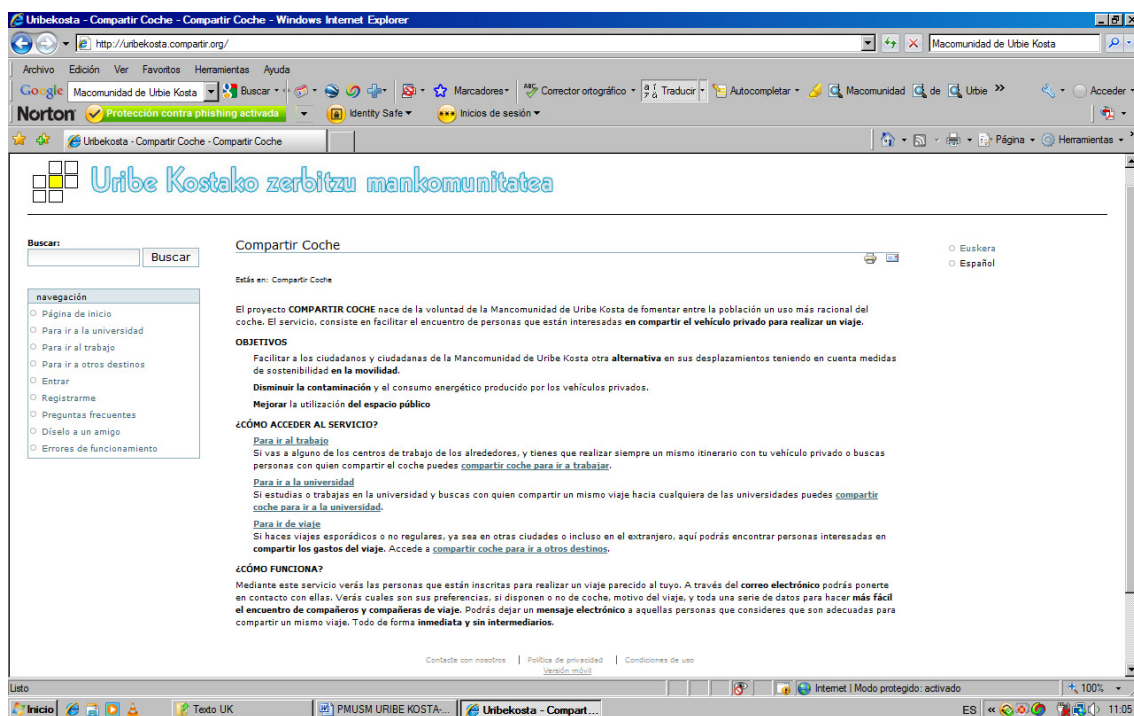 Uribekosta - Compartir Coche - Compartir Coche - Windows Internet Explorer
http://uribekosta.compartir.org/
Macomunidad de Urbie Kosta
Archivo Edición Ver Favoritos Herramientas Ayuda
Google Macomunidad de Urbie Kosta Buscar Marcadores Corrector ortográfico Traducir Autocompletar Macomunidad de Urbie Acceder
Norton Protección contra phishing activada Identity Safe Inicios de sesión
Uribekosta - Compartir Coche - Compartir Coche Página Herramientas
Uribe Kostako zerbitzu mankomunitatea
Buscar:
Buscar
navegación
Página de inicio
Para ir a la universidad
Para ir al trabajo
Para ir a otros destinos
Entrar
Registrarme
Preguntas frecuentes
Díselo a un amigo
Errores de funcionamiento
Compartir Coche
Estás en: Compartir Coche
El proyecto COMPARTIR COCHE nace de la voluntad de la Mancomunidad de Uribe Kosta de fomentar entre la población un uso más racional del
coche. El servicio, consiste en facilitar el encuentro de personas que están interesadas en compartir el vehículo privado para realizar un viaje.
OBJETIVOS
Facilitar a los ciudadanos y ciudadanas de la Mancomunidad de Uribe Kosta otra alternativa en sus desplazamientos teniendo en cuenta medidas
de sostenibilidad en la movilidad.
Disminuir la contaminación y el consumo energético producido por los vehículos privados.
Mejorar la utilización del espacio público
¿CÓMO ACCEDER AL SERVICIO?
Para ir al trabajo
Si vas a alguno de los centros de trabajo de los alrededores, y tienes que realizar siempre un mismo itinerario con tu vehículo privado o buscas
personas con quien compartir el coche puedes compartir coche para ir a trabajar.
Para ir a la universidad
Si estudias o trabajas en la universidad y buscas con quien compartir un mismo viaje hacia cualquiera de las universidades puedes compartir
coche para ir a la universidad.
Para ir de viaje
Si haces viajes esporádicos o no regulares, ya sea en otras ciudades o incluso en el extranjero, aquí podrás encontrar personas interesadas en
compartir los gastos del viaje. Accede a compartir coche para ir a otros destinos.
¿CÓMO FUNCIONA?
Mediante este servicio verás las personas que están inscritas para realizar un viaje parecido al tuyo. A través del correo electrónico podrás ponerte
en contacto con ellas. Verás cuales son sus preferencias, si disponen o no de coche, motivo del viaje, y toda una serie de datos para hacer más fácil
el encuentro de compañeros y compañeras de viaje. Podrás dejar un mensaje electrónico a aquellas personas que consideres que son adecuadas para
compartir un mismo viaje. Todo de forma inmediata y sin intermediarios.
Euskera
Español
Contacte con nosotros | Política de privacidad | Condiciones de uso
Versión móvil
Listo Internet | Modo protegido: activado 100%
Inicio Texto UK PMUSM URIBE KOSTA-... Uribekosta - Compart... ES 11:05